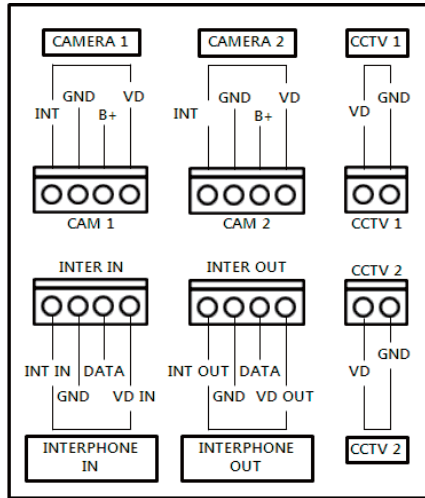 CAMERA 1
CAMERA 2
CCTV 1
GND
VD
INT
B+
GND
VD
INT
B+
GND
VD
CAM 1
CAM 2
CCTV 1
INTER IN
INTER OUT
CCTV 2
INT IN
DATA
GND
VD IN
INT OUT
DATA
GND
VD OUT
GND
VD
INTERPHONE
IN
INTERPHONE
OUT
CCTV 2